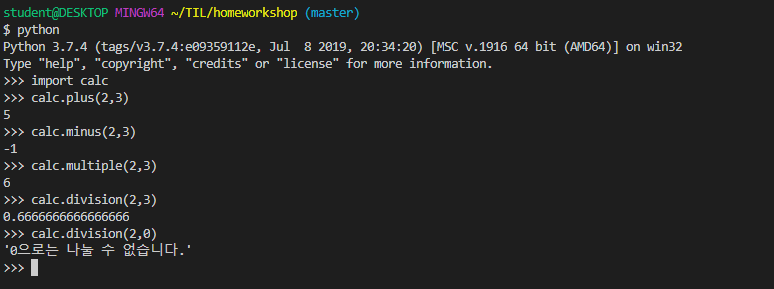 student@DESKTOP MINGW64 ~/TIL/homeworkshop (master)
$ python
Python 3.7.4 (tags/v3.7.4:e09359112e, Jul  8 2019, 20:34:20) [MSC v.1916 64 bit (AMD64)] on win32
Type "help", "copyright", "credits" or "license" for more information.
>>> import calc
>>> calc.plus(2,3)
5
>>> calc.minus(2,3)
-1
>>> calc.multiple(2,3)
6
>>> calc.division(2,3)
0.6666666666666666
>>> calc.division(2,0)
'0으로는 나눌 수 없습니다.'
>>>